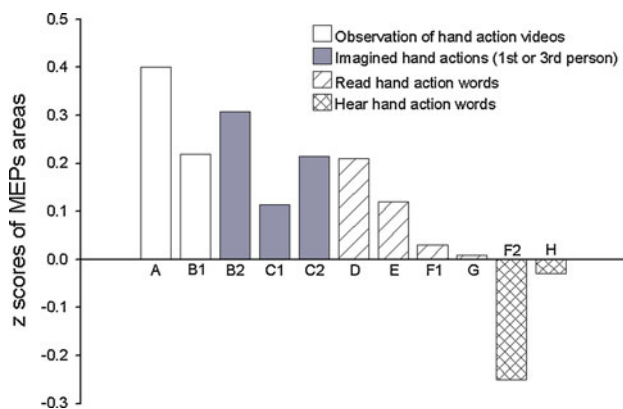 Observation of hand action videos
Imagined hand actions (1st or 3rd person)
Read hand action words
Hear hand action words
z scores of MEPs areas
0.4
0.3
0.2
0.1
0.0
-0.1
-0.2
-0.3
A B1 B2 C1 C2 D E F1 G F2 H